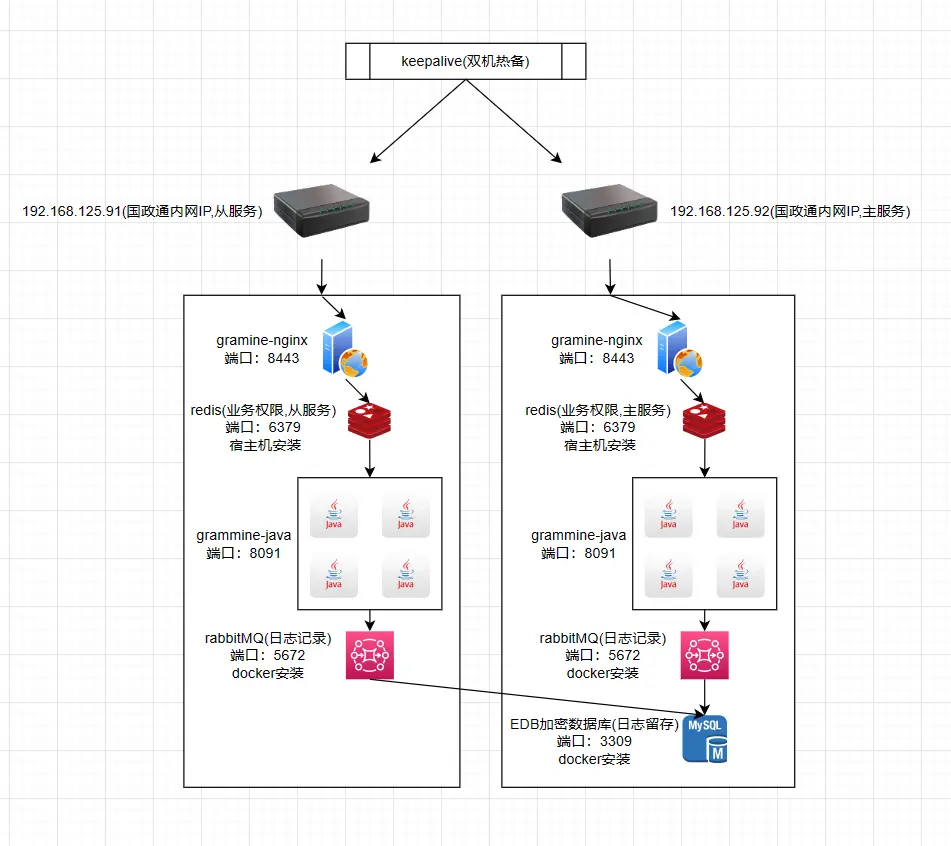 keepalive(双机热备)
192.168.125.91(国政通内网IP,从服务)
192.168.125.92(国政通内网IP,主服务)
gramine-nginx
端口：8443
redis(业务权限,从服务)
端口：6379
宿主机安装
grammine-java
端口：8091
Java
Java
Java
Java
rabbitMQ(日志记录)
端口：5672
docker安装
gramine-nginx
端口：8443
redis(业务权限,主服务)
端口：6379
宿主机安装
grammine-java
端口：8091
Java
Java
Java
Java
rabbitMQ(日志记录)
端口：5672
docker安装
EDB加密数据库(日志留存)
端口：3309
docker安装
MySQL
M